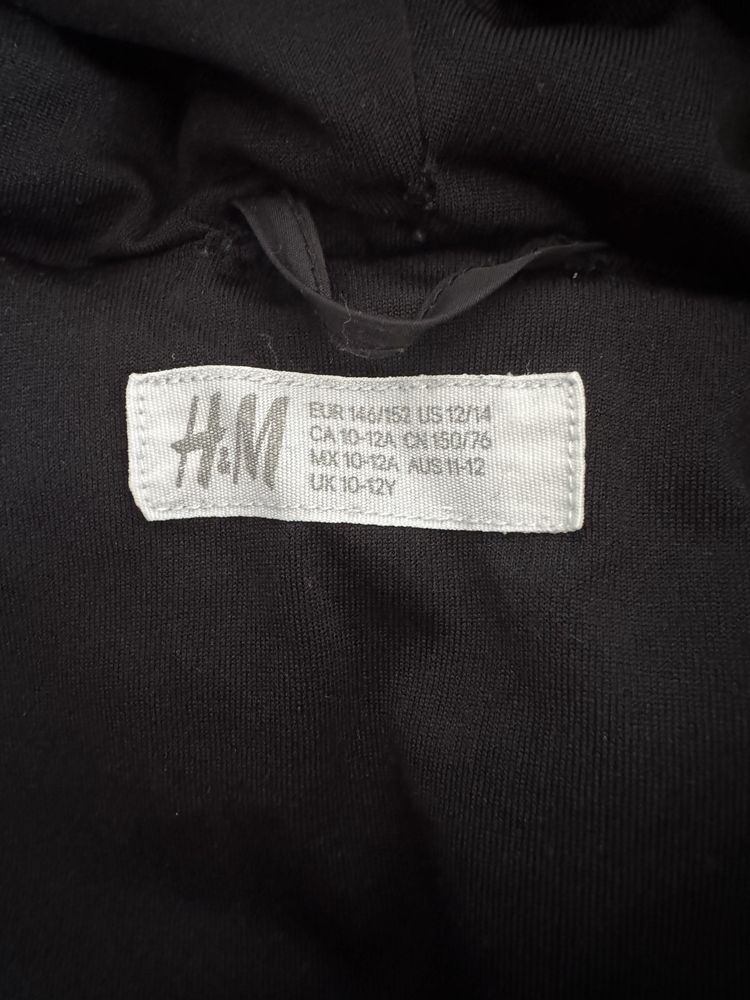 H&M
EUR 146/152 US 12/14
CA 10-12A CN 150/76
MX 10-12A AUS 11-12
UK 10-12Y